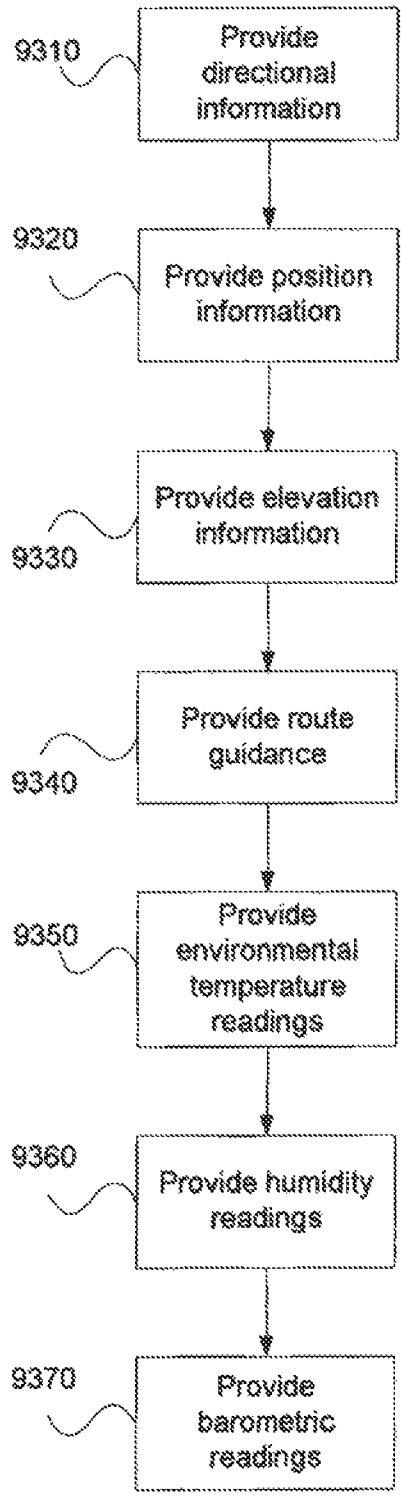 9310
Provide
directional
information
9320
Provide position
information
9330
Provide elevation
information
9340
Provide route
guidance
9350
Provide
environmental
temperature
readings
9360
Provide humidity
readings
9370
Provide
barometric
readings